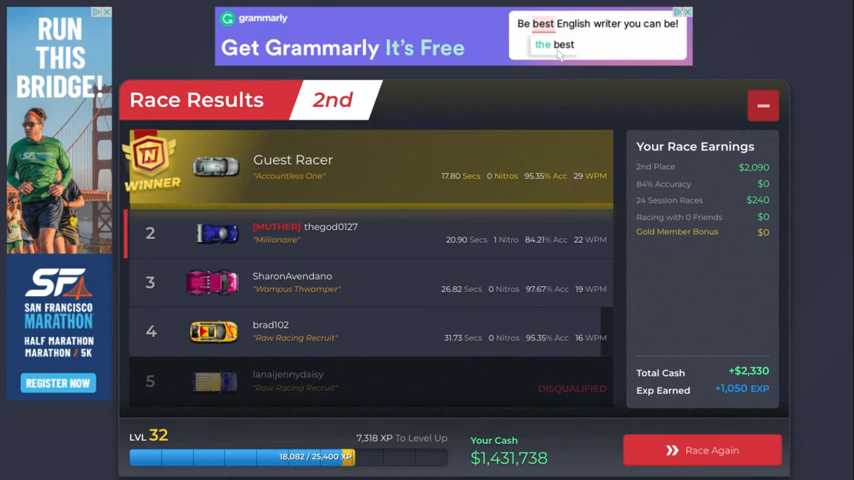 RUN
THIS
BRIDGE!
SF
SAN FRANCISCO
MARATHON
HALF MARATHON
MARATHON / 5K
REGISTER NOW
grammarly
Get Grammarly It's Free
Be best English writer you can be!
the best
Race Results
2nd
N
WINNER
Guest Racer
"Accountless One"
17.80 Secs 0 Nitros 95.35% Acc 29 WPM
2
[MUTHER] thegod0127
"Millionaire"
20.90 Secs 1 Nitro 84.21% Acc 22 WPM
3
SharonAvendano
"Wampus Thwamper"
26.82 Secs 0 Nitros 97.67% Acc 19 WPM
4
brad102
"Raw Racing Recruit"
31.73 Secs 0 Nitros 95.35% Acc 16 WPM
5
lanaijennydaisy
"Raw Racing Recruit"
DISQUALIFIED
Your Race Earnings
2nd Place $2,090
84% Accuracy $0
24 Session Races $240
Racing with 0 Friends $0
Gold Member Bonus $0
Total Cash +$2,330
Exp Earned +1,050 EXP
LVL 32
7,318 XP To Level Up
18,082 / 25,400 XP
Your Cash
$1,431,738
Race Again